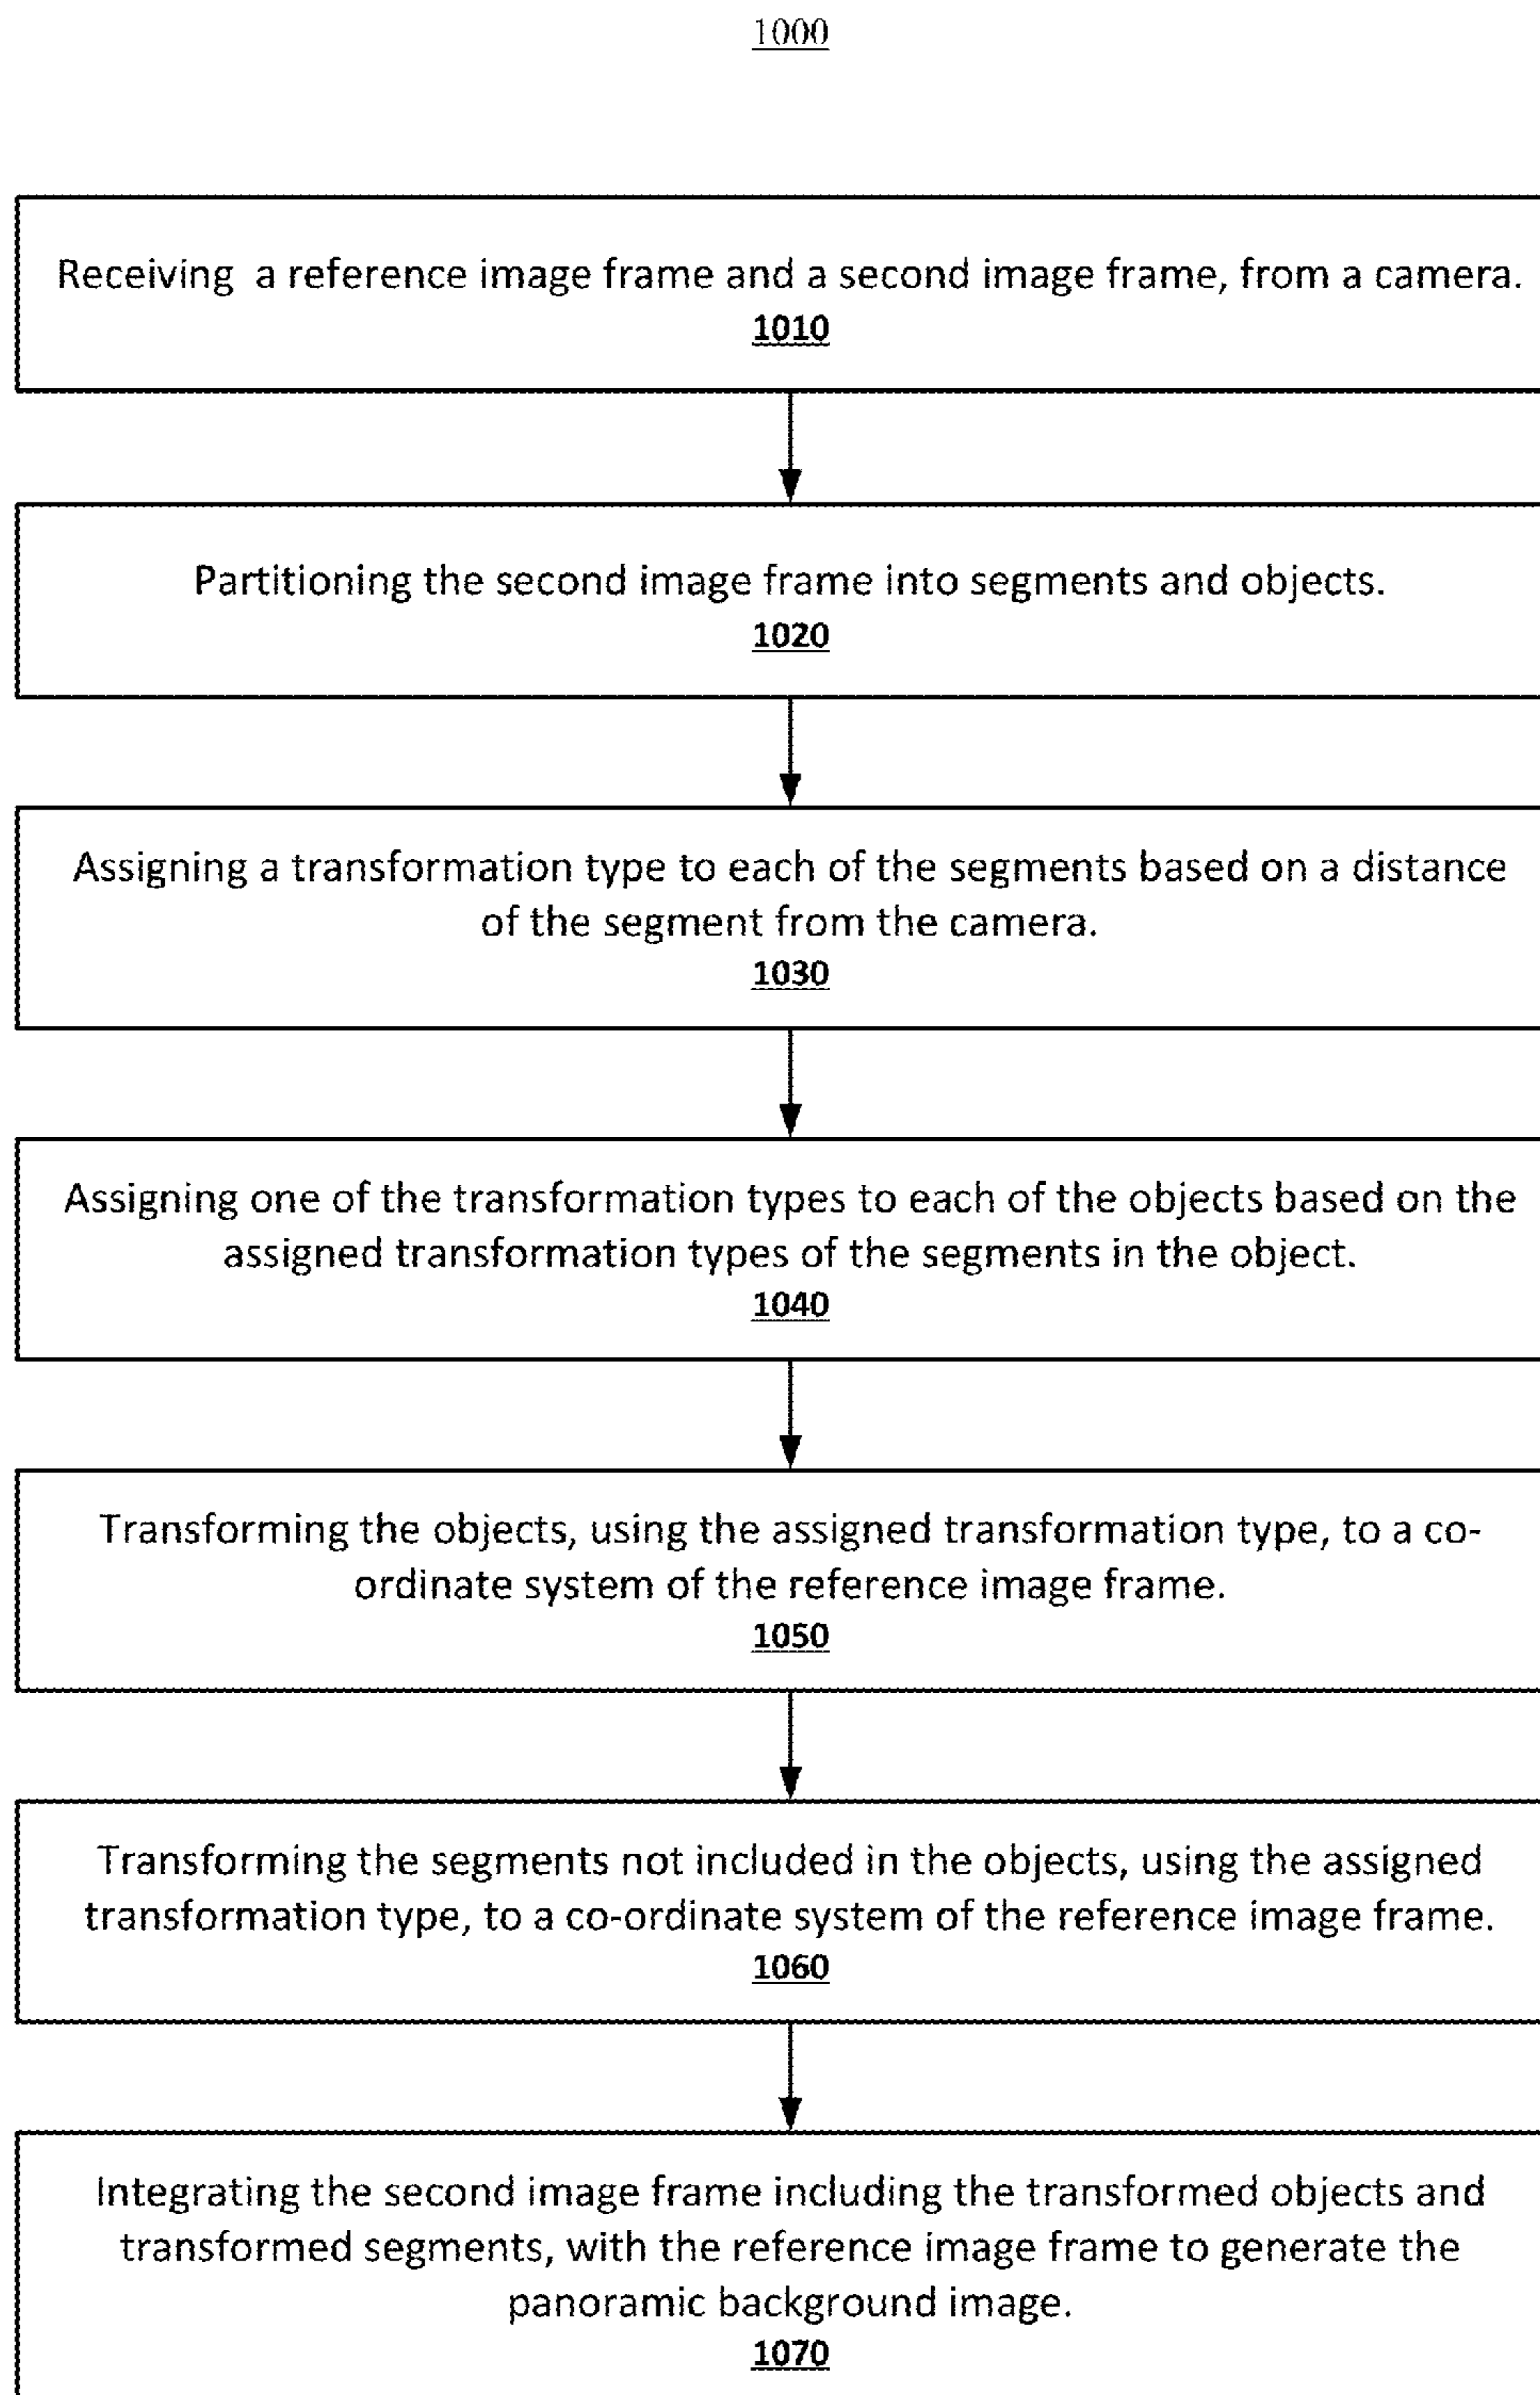 1000
Receiving a reference image frame and a second image frame, from a camera.
1010
Partitioning the second image frame into segments and objects.
1020
Assigning a transformation type to each of the segments based on a distance
of the segment from the camera.
1030
Assigning one of the transformation types to each of the objects based on the
assigned transformation types of the segments in the object.
1040
Transforming the objects, using the assigned transformation type, to a co-
ordinate system of the reference image frame.
1050
Transforming the segments not included in the objects, using the assigned
transformation type, to a co-ordinate system of the reference image frame.
1060
Integrating the second image frame including the transformed objects and
transformed segments, with the reference image frame to generate the
panoramic background image.
1070